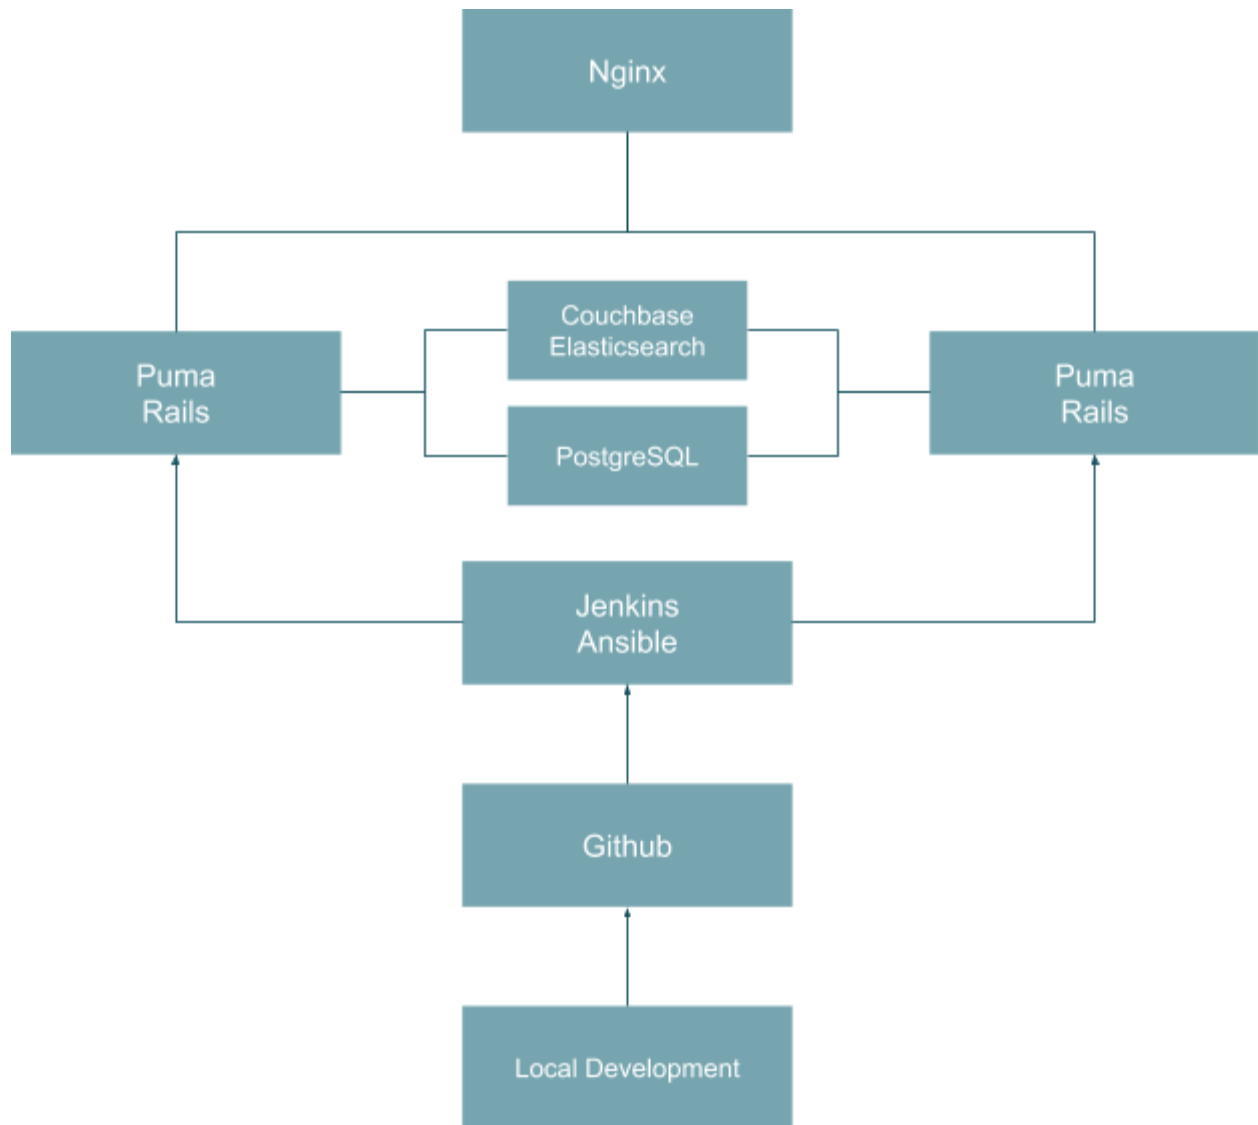 Nginx
Couchbase
Elasticsearch
Puma
Rails
Puma
Rails
PostgreSQL
Jenkins
Ansible
Github
Local Development